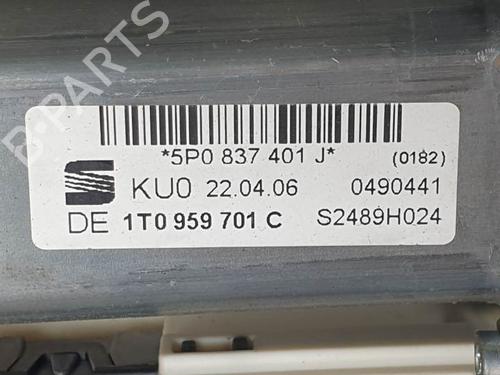 B-PARTS
*5P0 837 401 J* (0182)
KU0 22.04.06 0490441
DE 1T0 959 701 C S2489H024